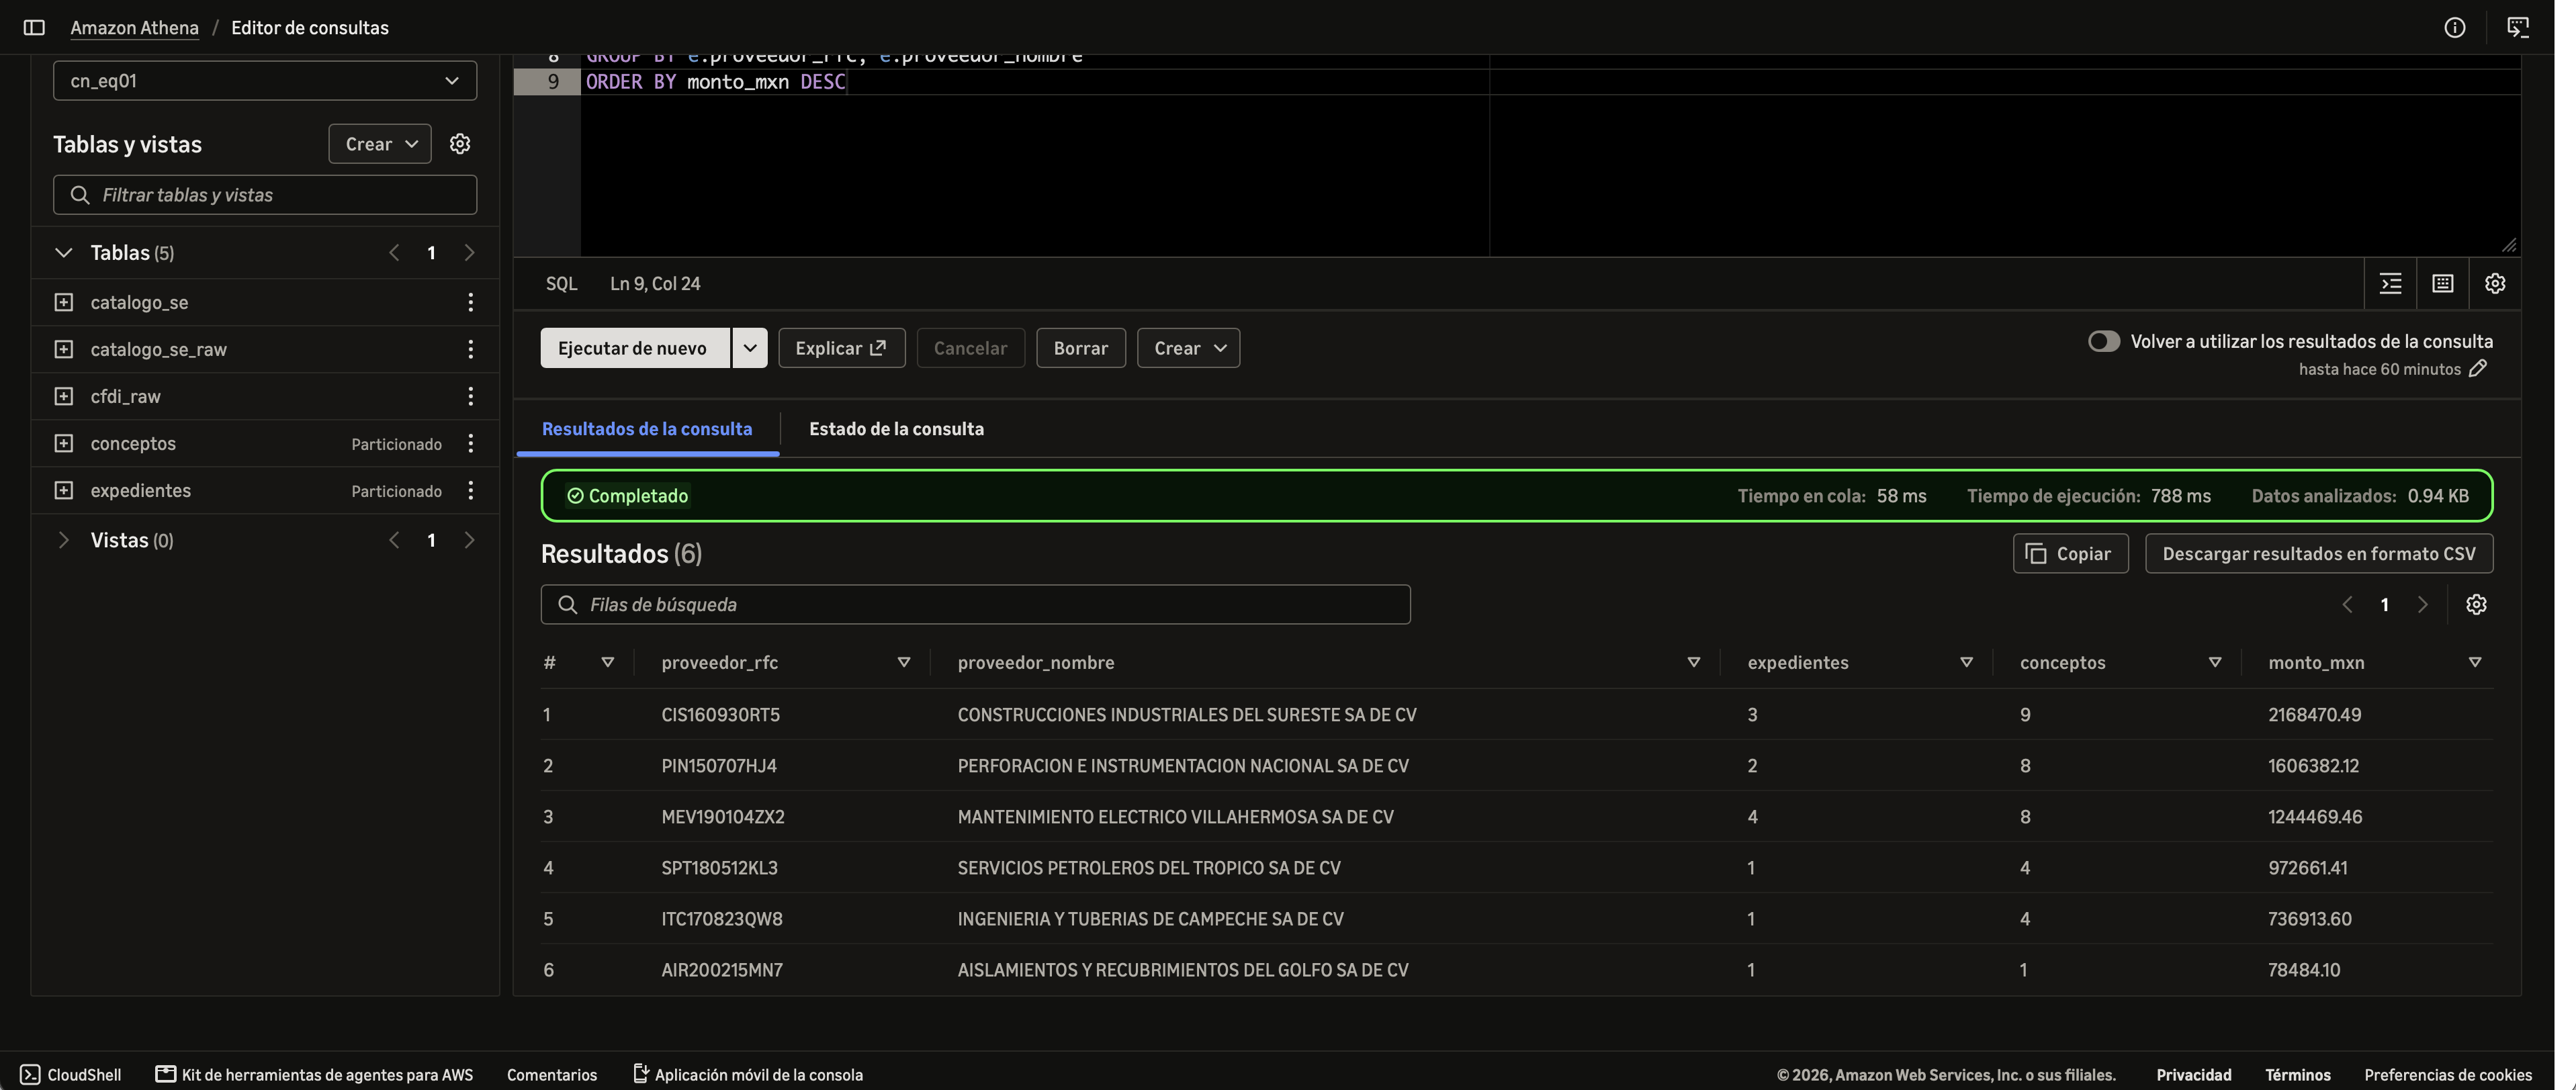 Amazon Athena / Editor de consultas
cn_eq01
Tablas y vistas
Crear
Filtrar tablas y vistas
Tablas (5)
1
catalogo_se
catalogo_se_raw
cfdi_raw
conceptos Particionado
expedientes Particionado
Vistas (0)
1
8 GROUP BY e.proveedor_rfc, e.proveedor_nombre
9 ORDER BY monto_mxn DESC
SQL Ln 9, Col 24
Ejecutar de nuevo Explicar Cancelar Borrar Crear
Volver a utilizar los resultados de la consulta
hasta hace 60 minutos
Resultados de la consulta Estado de la consulta
Completado Tiempo en cola: 58 ms Tiempo de ejecución: 788 ms Datos analizados: 0.94 KB
Resultados (6) Copiar Descargar resultados en formato CSV
Filas de búsqueda 1
# proveedor_rfc proveedor_nombre expedientes conceptos monto_mxn
1 CIS160930RT5 CONSTRUCCIONES INDUSTRIALES DEL SURESTE SA DE CV 3 9 2168470.49
2 PIN150707HJ4 PERFORACION E INSTRUMENTACION NACIONAL SA DE CV 2 8 1606382.12
3 MEV190104ZX2 MANTENIMIENTO ELECTRICO VILLAHERMOSA SA DE CV 4 8 1244469.46
4 SPT180512KL3 SERVICIOS PETROLEROS DEL TROPICO SA DE CV 1 4 972661.41
5 ITC170823QW8 INGENIERIA Y TUBERIAS DE CAMPECHE SA DE CV 1 4 736913.60
6 AIR200215MN7 AISLAMIENTOS Y RECUBRIMIENTOS DEL GOLFO SA DE CV 1 1 78484.10
CloudShell Kit de herramientas de agentes para AWS Comentarios Aplicación móvil de la consola © 2026, Amazon Web Services, Inc. o sus filiales. Privacidad Términos Preferencias de cookies